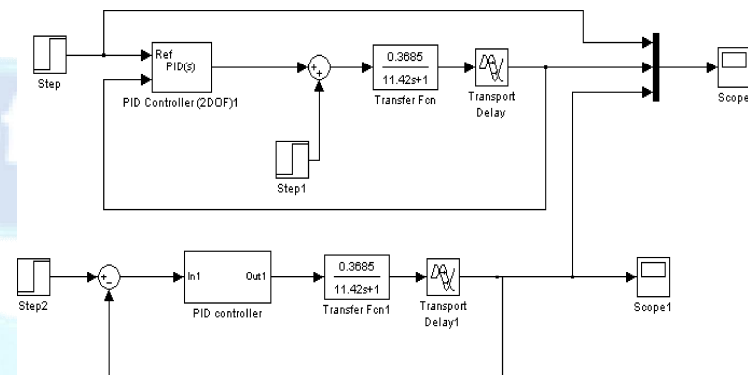 Step
Ref
PID(s)
PID Controller (2DOF)1
+
+
Step1
0.3685
11.42s+1
Transfer Fcn
Transport
Delay
Scope
Step2
+
−
In1
Out1
PID controller
0.3685
11.42s+1
Transfer Fcn1
Transport
Delay1
Scope1